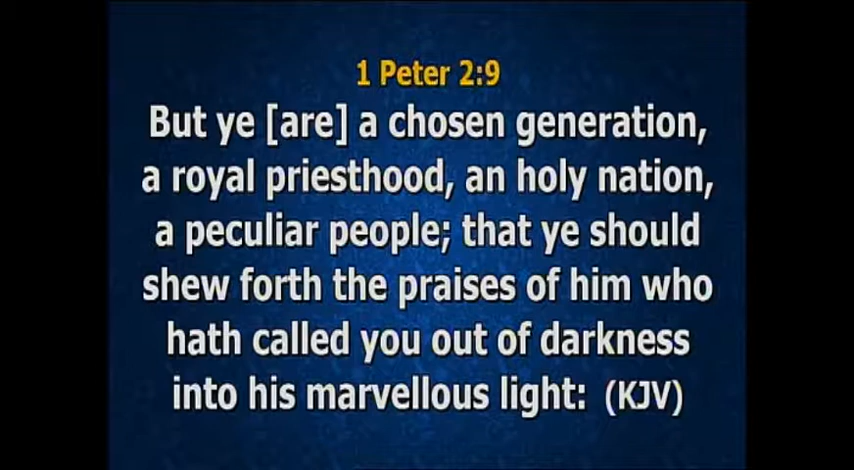 1 Peter 2:9
But ye [are] a chosen generation,
a royal priesthood, an holy nation,
a peculiar people; that ye should
shew forth the praises of him who
hath called you out of darkness
into his marvellous light: (KJV)